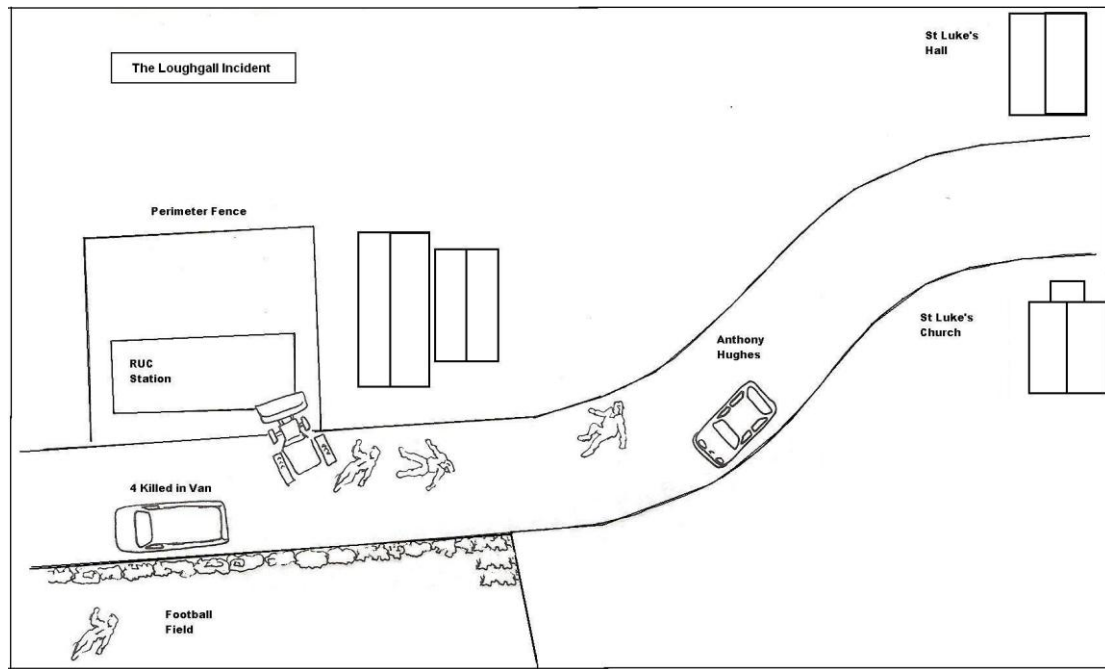 St Luke's
Hall
The Loughgall Incident
Perimeter Fence
St Luke's
Church
Anthony
Hughes
RUC
Station
4 Killed in Van
Football
Field